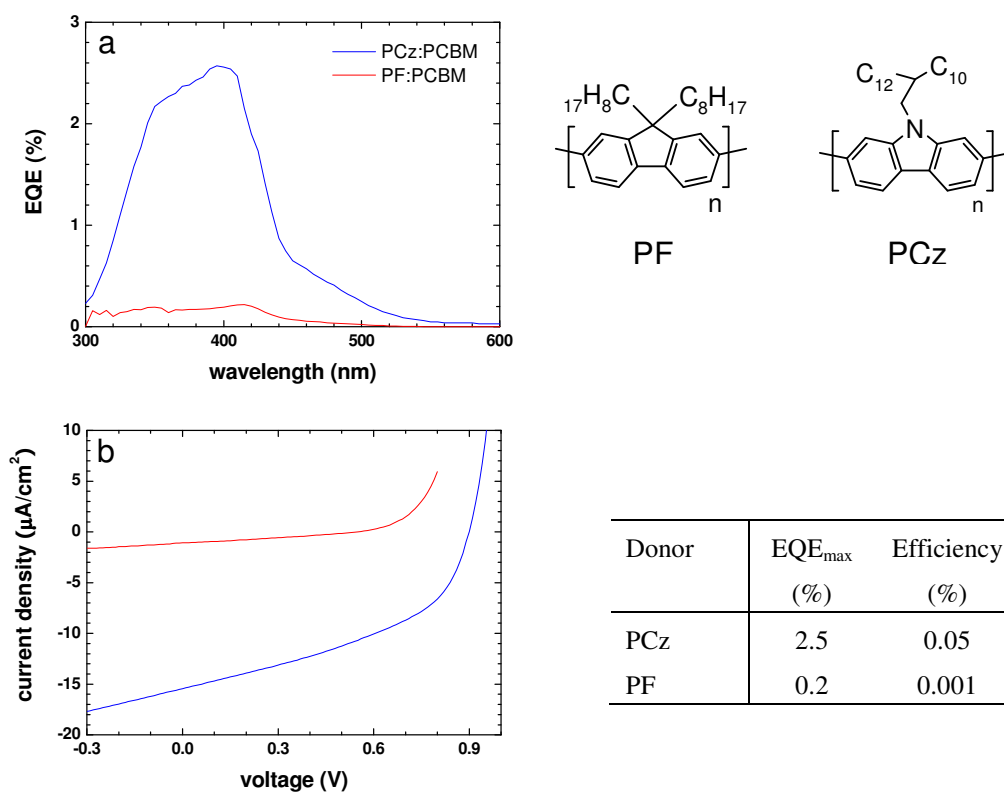 a
PCz:PCBM
PF:PCBM
EQE (%)
3
2
1
0
300
400
500
600
wavelength (nm)
17H8C
C8H17
n
PF
C12
C10
N
n
PCz
b
current density (µA/cm²)
10
5
0
-5
-10
-15
-20
-0.3
0.0
0.3
0.6
0.9
voltage (V)
Donor EQEmax Efficiency
(%) (%)
PCz 2.5 0.05
PF 0.2 0.001